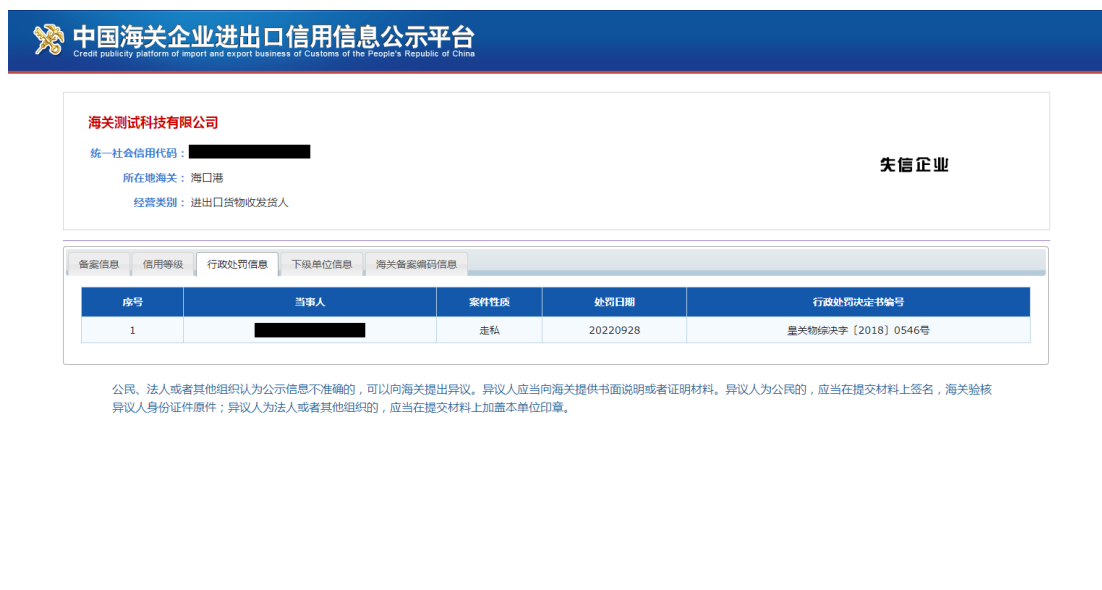 中国海关企业进出口信用信息公示平台
Credit publicity platform of import and export business of Customs of the People's Republic of China
海关测试科技有限公司
统一社会信用代码：
所在地海关：海口港
经营类别：进出口货物收发货人
失信企业
备案信息 信用等级 行政处罚信息 下级单位信息 海关备案编码信息
序号 当事人 案件性质 处罚日期 行政处罚决定书编号
1 走私 20220928 皇关物综决字〔2018〕0546号
公民、法人或者其他组织认为公示信息不准确的，可以向海关提出异议。异议人应当向海关提供书面说明或者证明材料。异议人为公民的，应当在提交材料上签名，海关验核
异议人身份证件原件；异议人为法人或者其他组织的，应当在提交材料上加盖本单位印章。